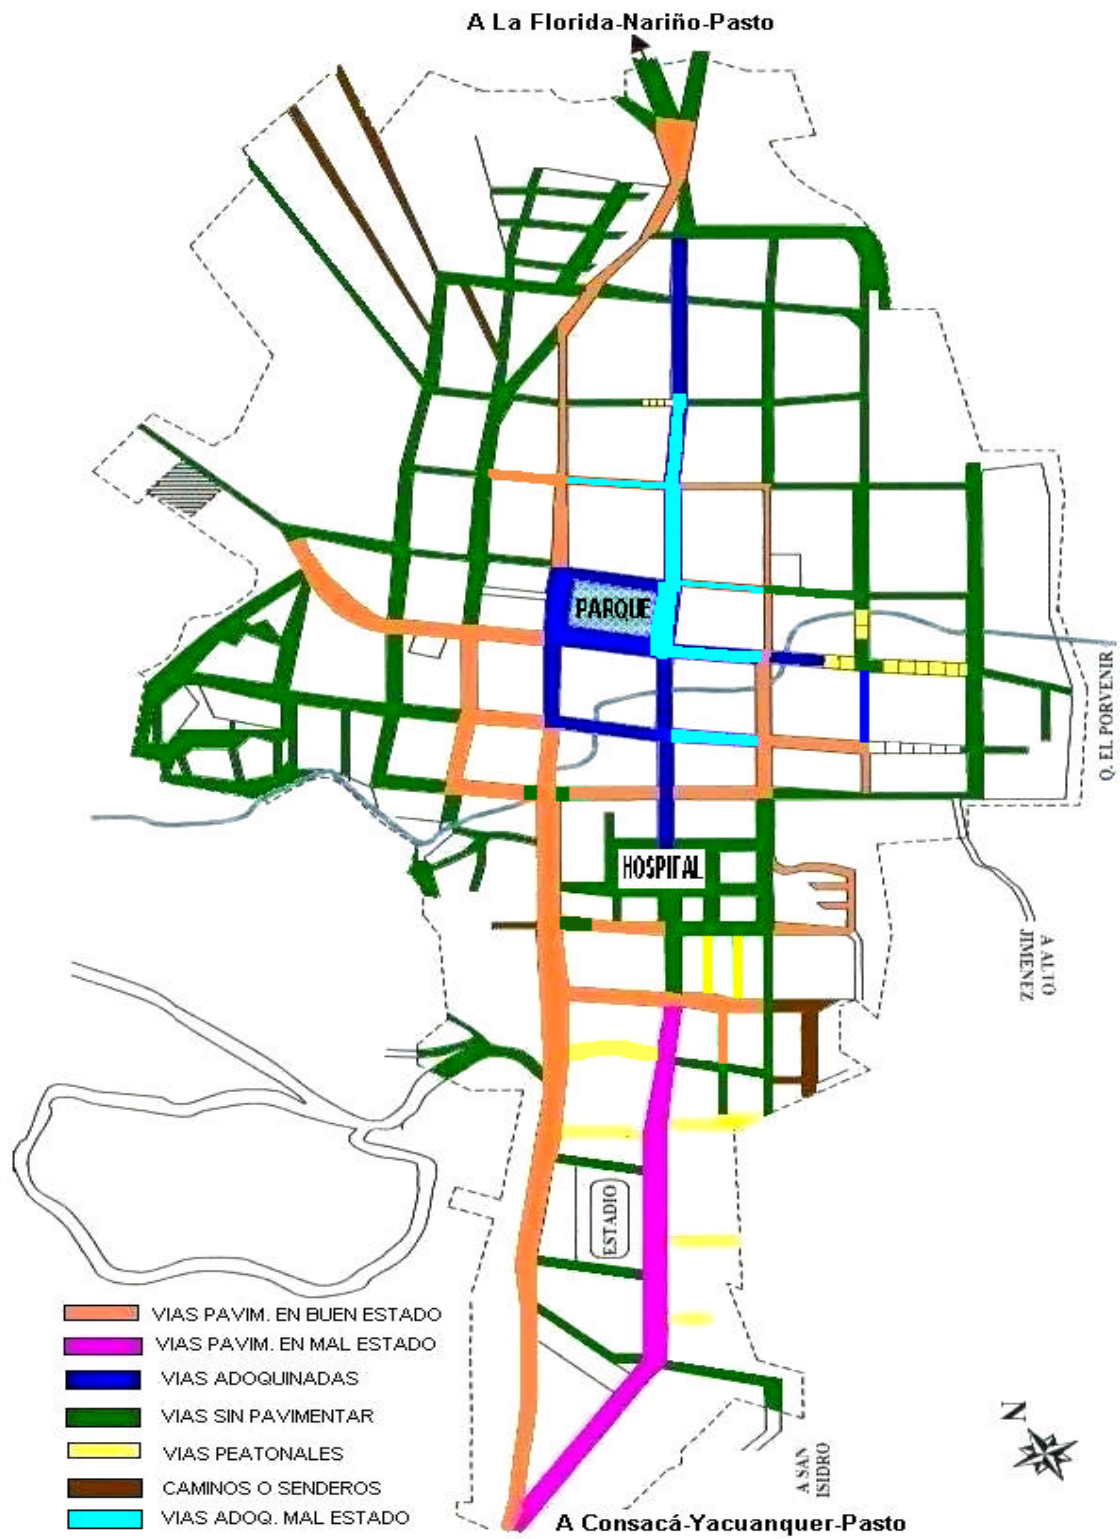 A La Florida-Nariño-Pasto
PARQUE
Q. EL PORVENIR
HOSPITAL
A ALTO
JIMENEZ
ESTADIO
VIAS PAVIM. EN BUEN ESTADO
VIAS PAVIM. EN MAL ESTADO
VIAS ADOQUINADAS
VIAS SIN PAVIMENTAR
VIAS PEATONALES
CAMINOS O SENDEROS
VIAS ADOQ. MAL ESTADO
N
A SAN
ISIDRO
A Consacá-Yacuanquer-Pasto